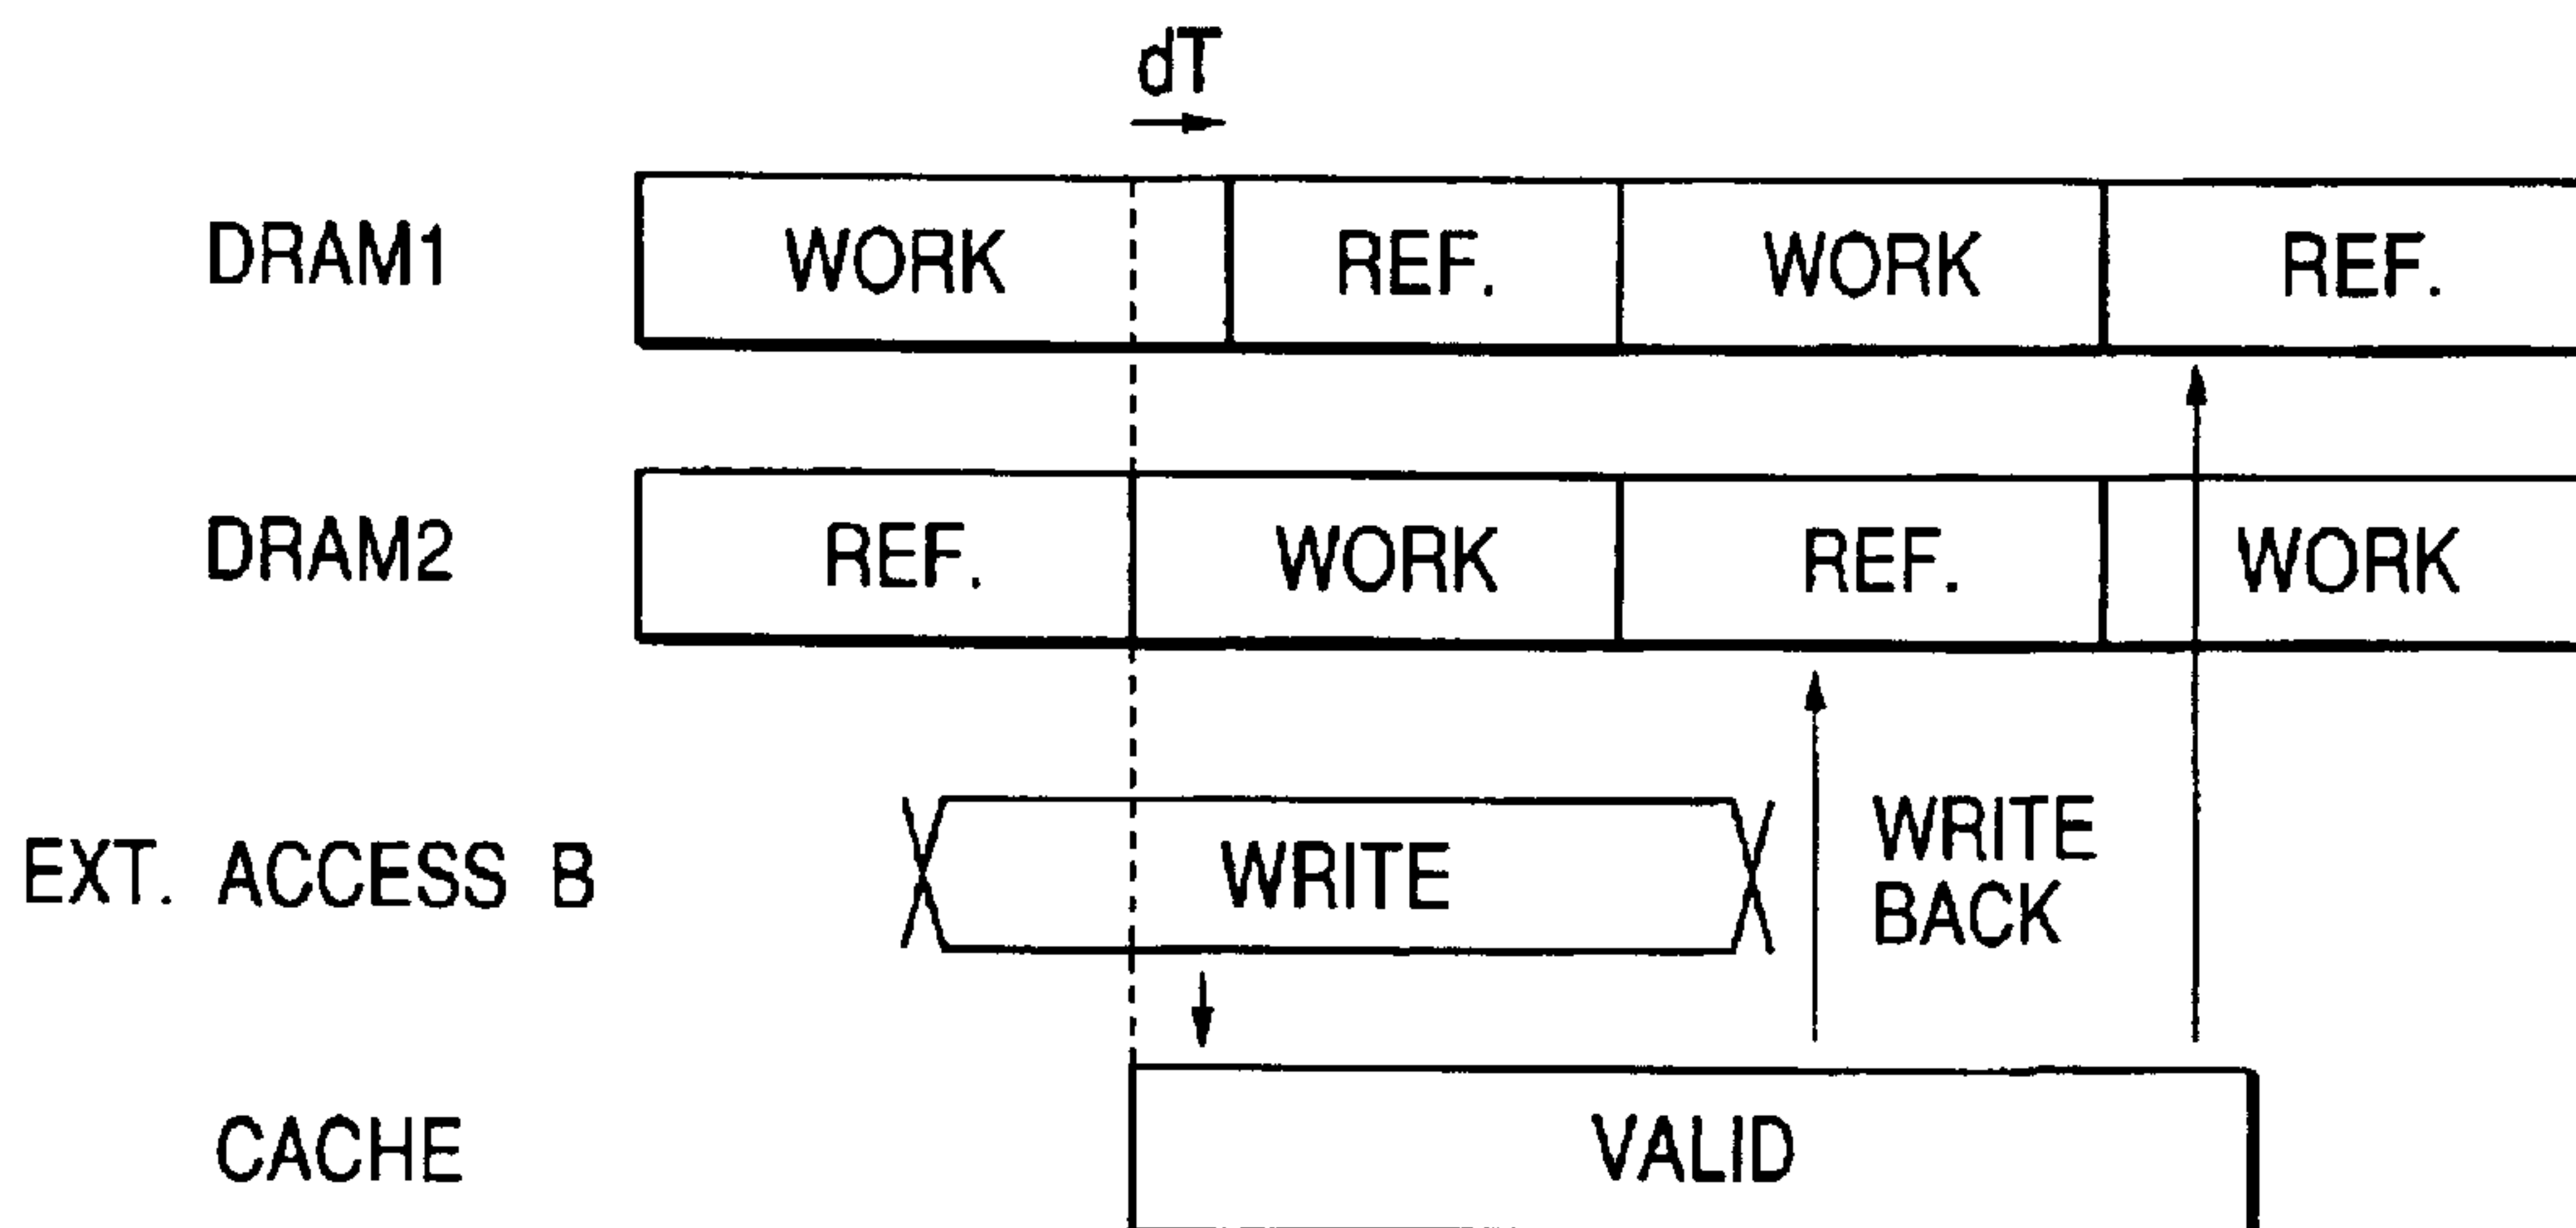 dT
DRAM1 WORK REF. WORK REF.
DRAM2 REF. WORK REF. WORK
EXT. ACCESS B WRITE WRITE
BACK
CACHE VALID